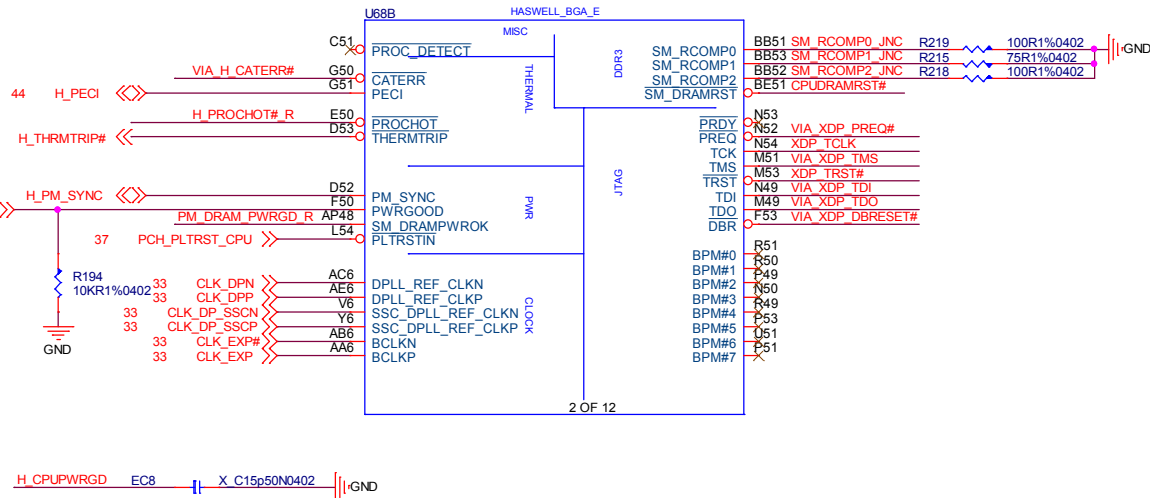 U68B
HASWELL_BGA_E
MISC
DDR3
THERMAL
JTAG
PWR
CLOCK
C51 PROC_DETECT
VIA_H_CATERR# G50 CATERR
44 H_PECI G51 PECI
H_PROCHOT#_R E50 PROCHOT
H_THRMTRIP# D53 THERMTRIP
H_PM_SYNC D52 PM_SYNC
F50 PWRGOOD
PM_DRAM_PWRGD_R AP48 SM_DRAMPWROK
37 PCH_PLTRST_CPU L54 PLTRSTIN
R194
10KR1%0402
GND
33 CLK_DPN AC6 DPLL_REF_CLKN
33 CLK_DPP AE6 DPLL_REF_CLKP
33 CLK_DP_SSCN V6 SSC_DPLL_REF_CLKN
33 CLK_DP_SSCP Y6 SSC_DPLL_REF_CLKP
33 CLK_EXP# AB6 BCLKN
33 CLK_EXP AA6 BCLKP
SM_RCOMP0 BB51 SM_RCOMP0_JNC R219 100R1%0402 GND
SM_RCOMP1 BB53 SM_RCOMP1_JNC R215 75R1%0402
SM_RCOMP2 BB52 SM_RCOMP2_JNC R218 100R1%0402
SM_DRAMRST BE51 CPUDRAMRST#
PRDY N53
PREQ N52 VIA_XDP_PREQ#
TCK N54 XDP_TCLK
TMS M51 VIA_XDP_TMS
TRST M53 XDP_TRST#
TDI N49 VIA_XDP_TDI
TDO M49 VIA_XDP_TDO
DBR F53 VIA_XDP_DBRESET#
BPM#0 R51
BPM#1 R50
BPM#2 P49
BPM#3 N50
BPM#4 R49
BPM#5 P53
BPM#6 U51
BPM#7 P51
2 OF 12
H_CPUPWRGD EC8 X_C15p50N0402 GND